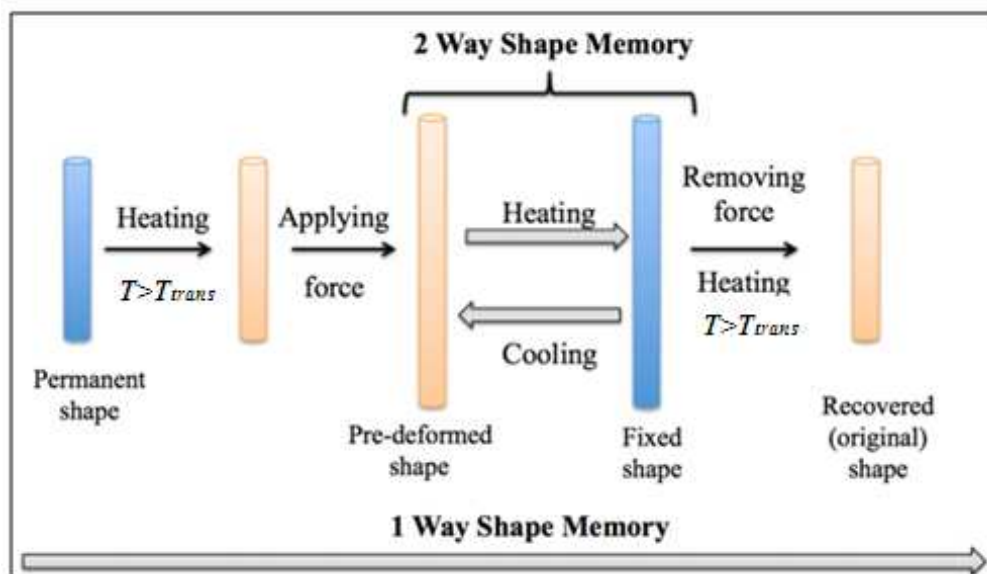 2 Way Shape Memory
Heating
T>Ttrans
Applying
force
Heating
Cooling
Removing
force
Heating
T>Ttrans
Permanent
shape
Pre-deformed
shape
Fixed
shape
Recovered
(original)
shape
1 Way Shape Memory